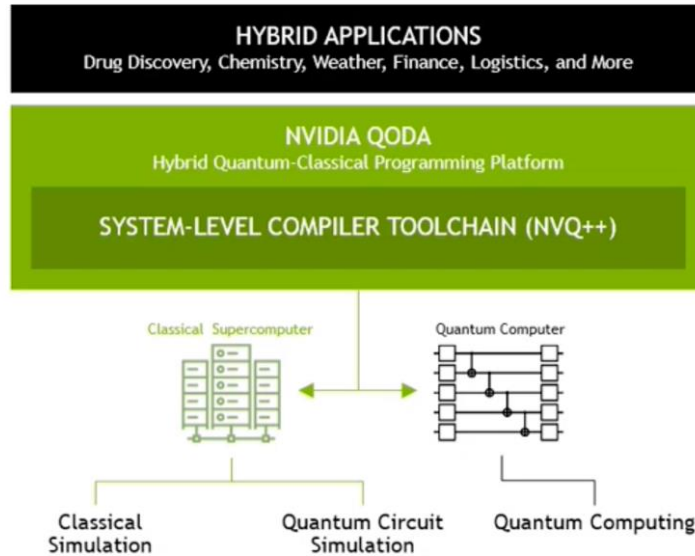 HYBRID APPLICATIONS
Drug Discovery, Chemistry, Weather, Finance, Logistics, and More
NVIDIA QODA
Hybrid Quantum-Classical Programming Platform
SYSTEM-LEVEL COMPILER TOOLCHAIN (NVQ++)
Classical Supercomputer
Quantum Computer
Classical
Simulation
Quantum Circuit
Simulation
Quantum Computing